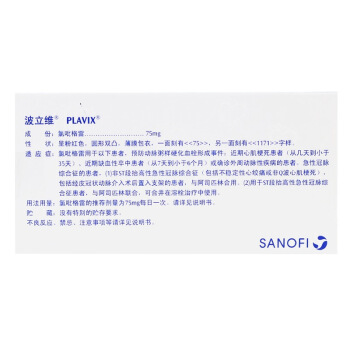 波立维® PLAVIX®
成 份：氯吡格雷........................75mg
性 状：呈粉红色，圆形双凸，薄膜包衣，一面刻有<<75>>，另一面刻有<<1171>>字样。
适 应 症：氯吡格雷用于以下患者，预防动脉粥样硬化血栓形成事件：近期心肌梗死患者（从几天到小于
35天），近期缺血性卒中患者（从7天到小于6个月）或确诊外周动脉性疾病的患者。急性冠脉
综合征的患者：(1)非ST段抬高性急性冠脉综合征（包括不稳定性心绞痛或非Q波心肌梗死），
包括经皮冠状动脉介入术后置入支架的患者，与阿司匹林合用。(2)用于ST段抬高性急性冠脉综
合征患者，与阿司匹林联合，可合并在溶栓治疗中使用。
用法用量：氯吡格雷的推荐剂量为75mg每日一次。请详见说明书。
贮 藏：没有特别的贮存要求。
不良反应、禁忌、注意事项等请详见说明书。
SANOFI